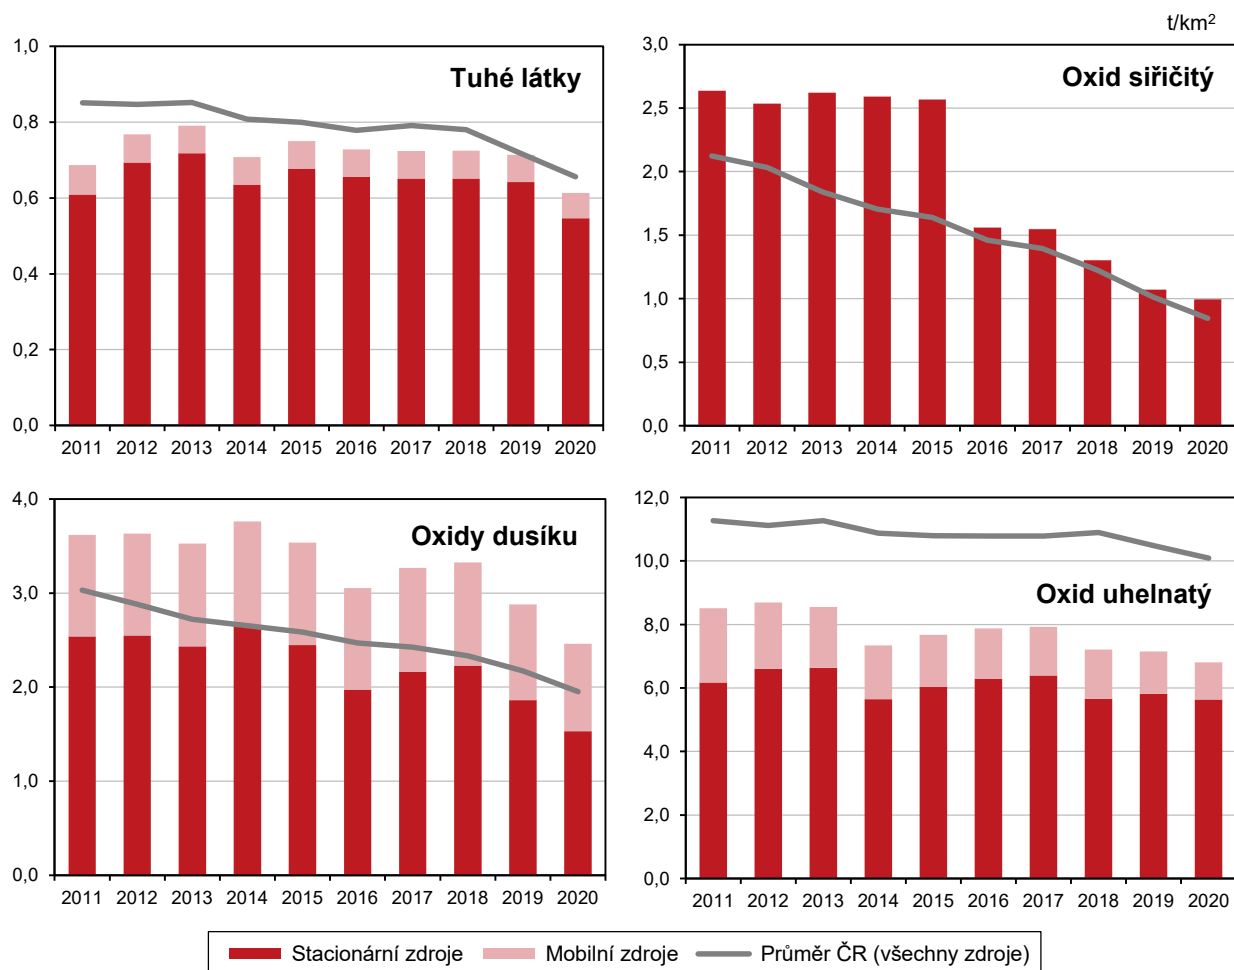 t/km²
Tuhé látky
1,0
0,8
0,6
0,4
0,2
0,0
2011 2012 2013 2014 2015 2016 2017 2018 2019 2020
Oxid siřičitý
3,0
2,5
2,0
1,5
1,0
0,5
0,0
2011 2012 2013 2014 2015 2016 2017 2018 2019 2020
Oxidy dusíku
4,0
3,0
2,0
1,0
0,0
2011 2012 2013 2014 2015 2016 2017 2018 2019 2020
Oxid uhelnatý
12,0
10,0
8,0
6,0
4,0
2,0
0,0
2011 2012 2013 2014 2015 2016 2017 2018 2019 2020
Stacionární zdroje Mobilní zdroje Průměr ČR (všechny zdroje)